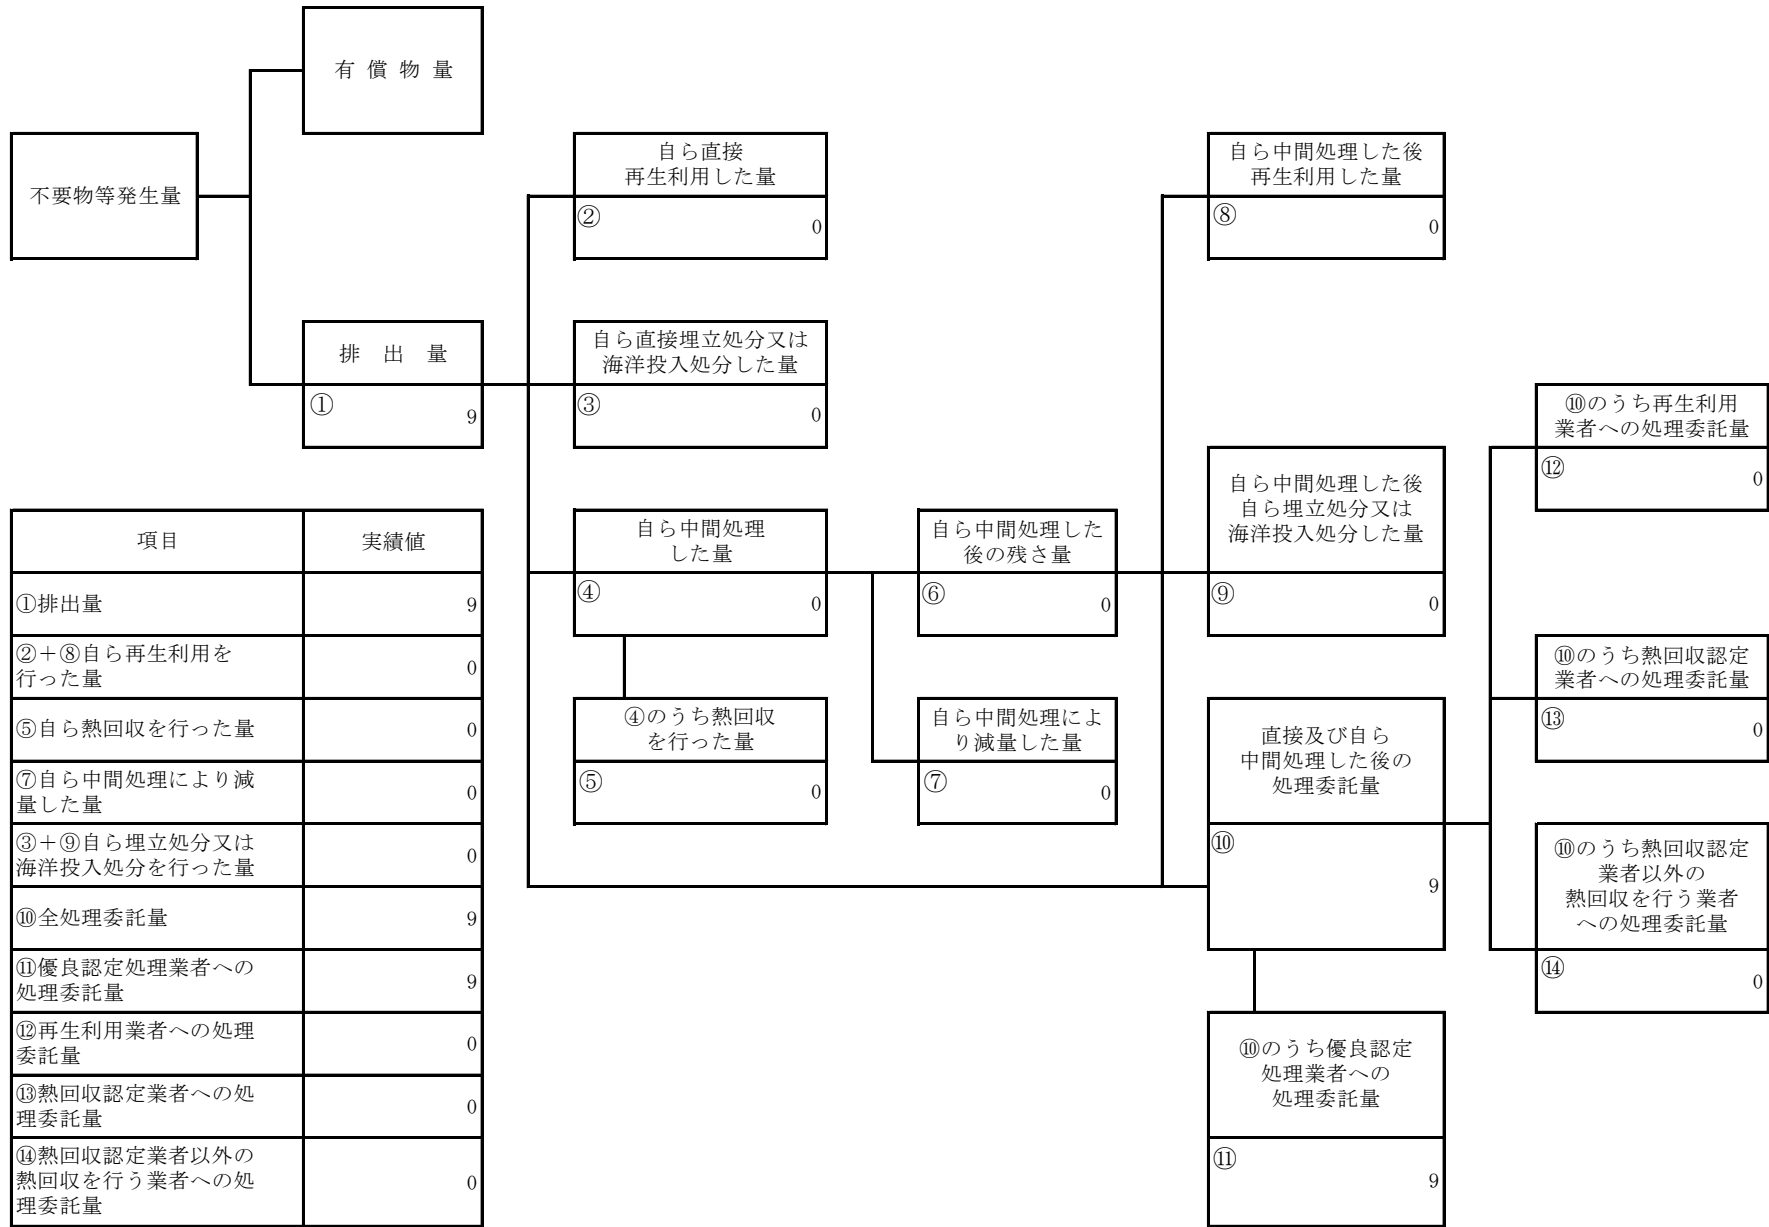 有 償 物 量
不要物等発生量
自ら直接
再生利用した量
②
0
自ら中間処理した後
再生利用した量
⑧
0
排 出 量
①
9
自ら直接埋立処分又は
海洋投入処分した量
③
0
⑩のうち再生利用
業者への処理委託量
⑫
0
自ら中間処理
した量
④
0
自ら中間処理した
後の残さ量
⑥
0
自ら中間処理した後
自ら埋立処分又は
海洋投入処分した量
⑨
0
⑩のうち熱回収認定
業者への処理委託量
⑬
0
④のうち熱回収
を行った量
⑤
0
自ら中間処理によ
り減量した量
⑦
0
直接及び自ら
中間処理した後の
処理委託量
⑩
9
⑩のうち熱回収認定
業者以外の
熱回収を行う業者
への処理委託量
⑭
0
⑩のうち優良認定
処理業者への
処理委託量
⑪
9
項目 実績値
①排出量 9
②＋⑧自ら再生利用を
行った量 0
⑤自ら熱回収を行った量 0
⑦自ら中間処理により減
量した量 0
③＋⑨自ら埋立処分又は
海洋投入処分を行った量 0
⑩全処理委託量 9
⑪優良認定処理業者への
処理委託量 9
⑫再生利用業者への処理
委託量 0
⑬熱回収認定業者への処
理委託量 0
⑭熱回収認定業者以外の
熱回収を行う業者への処
理委託量 0